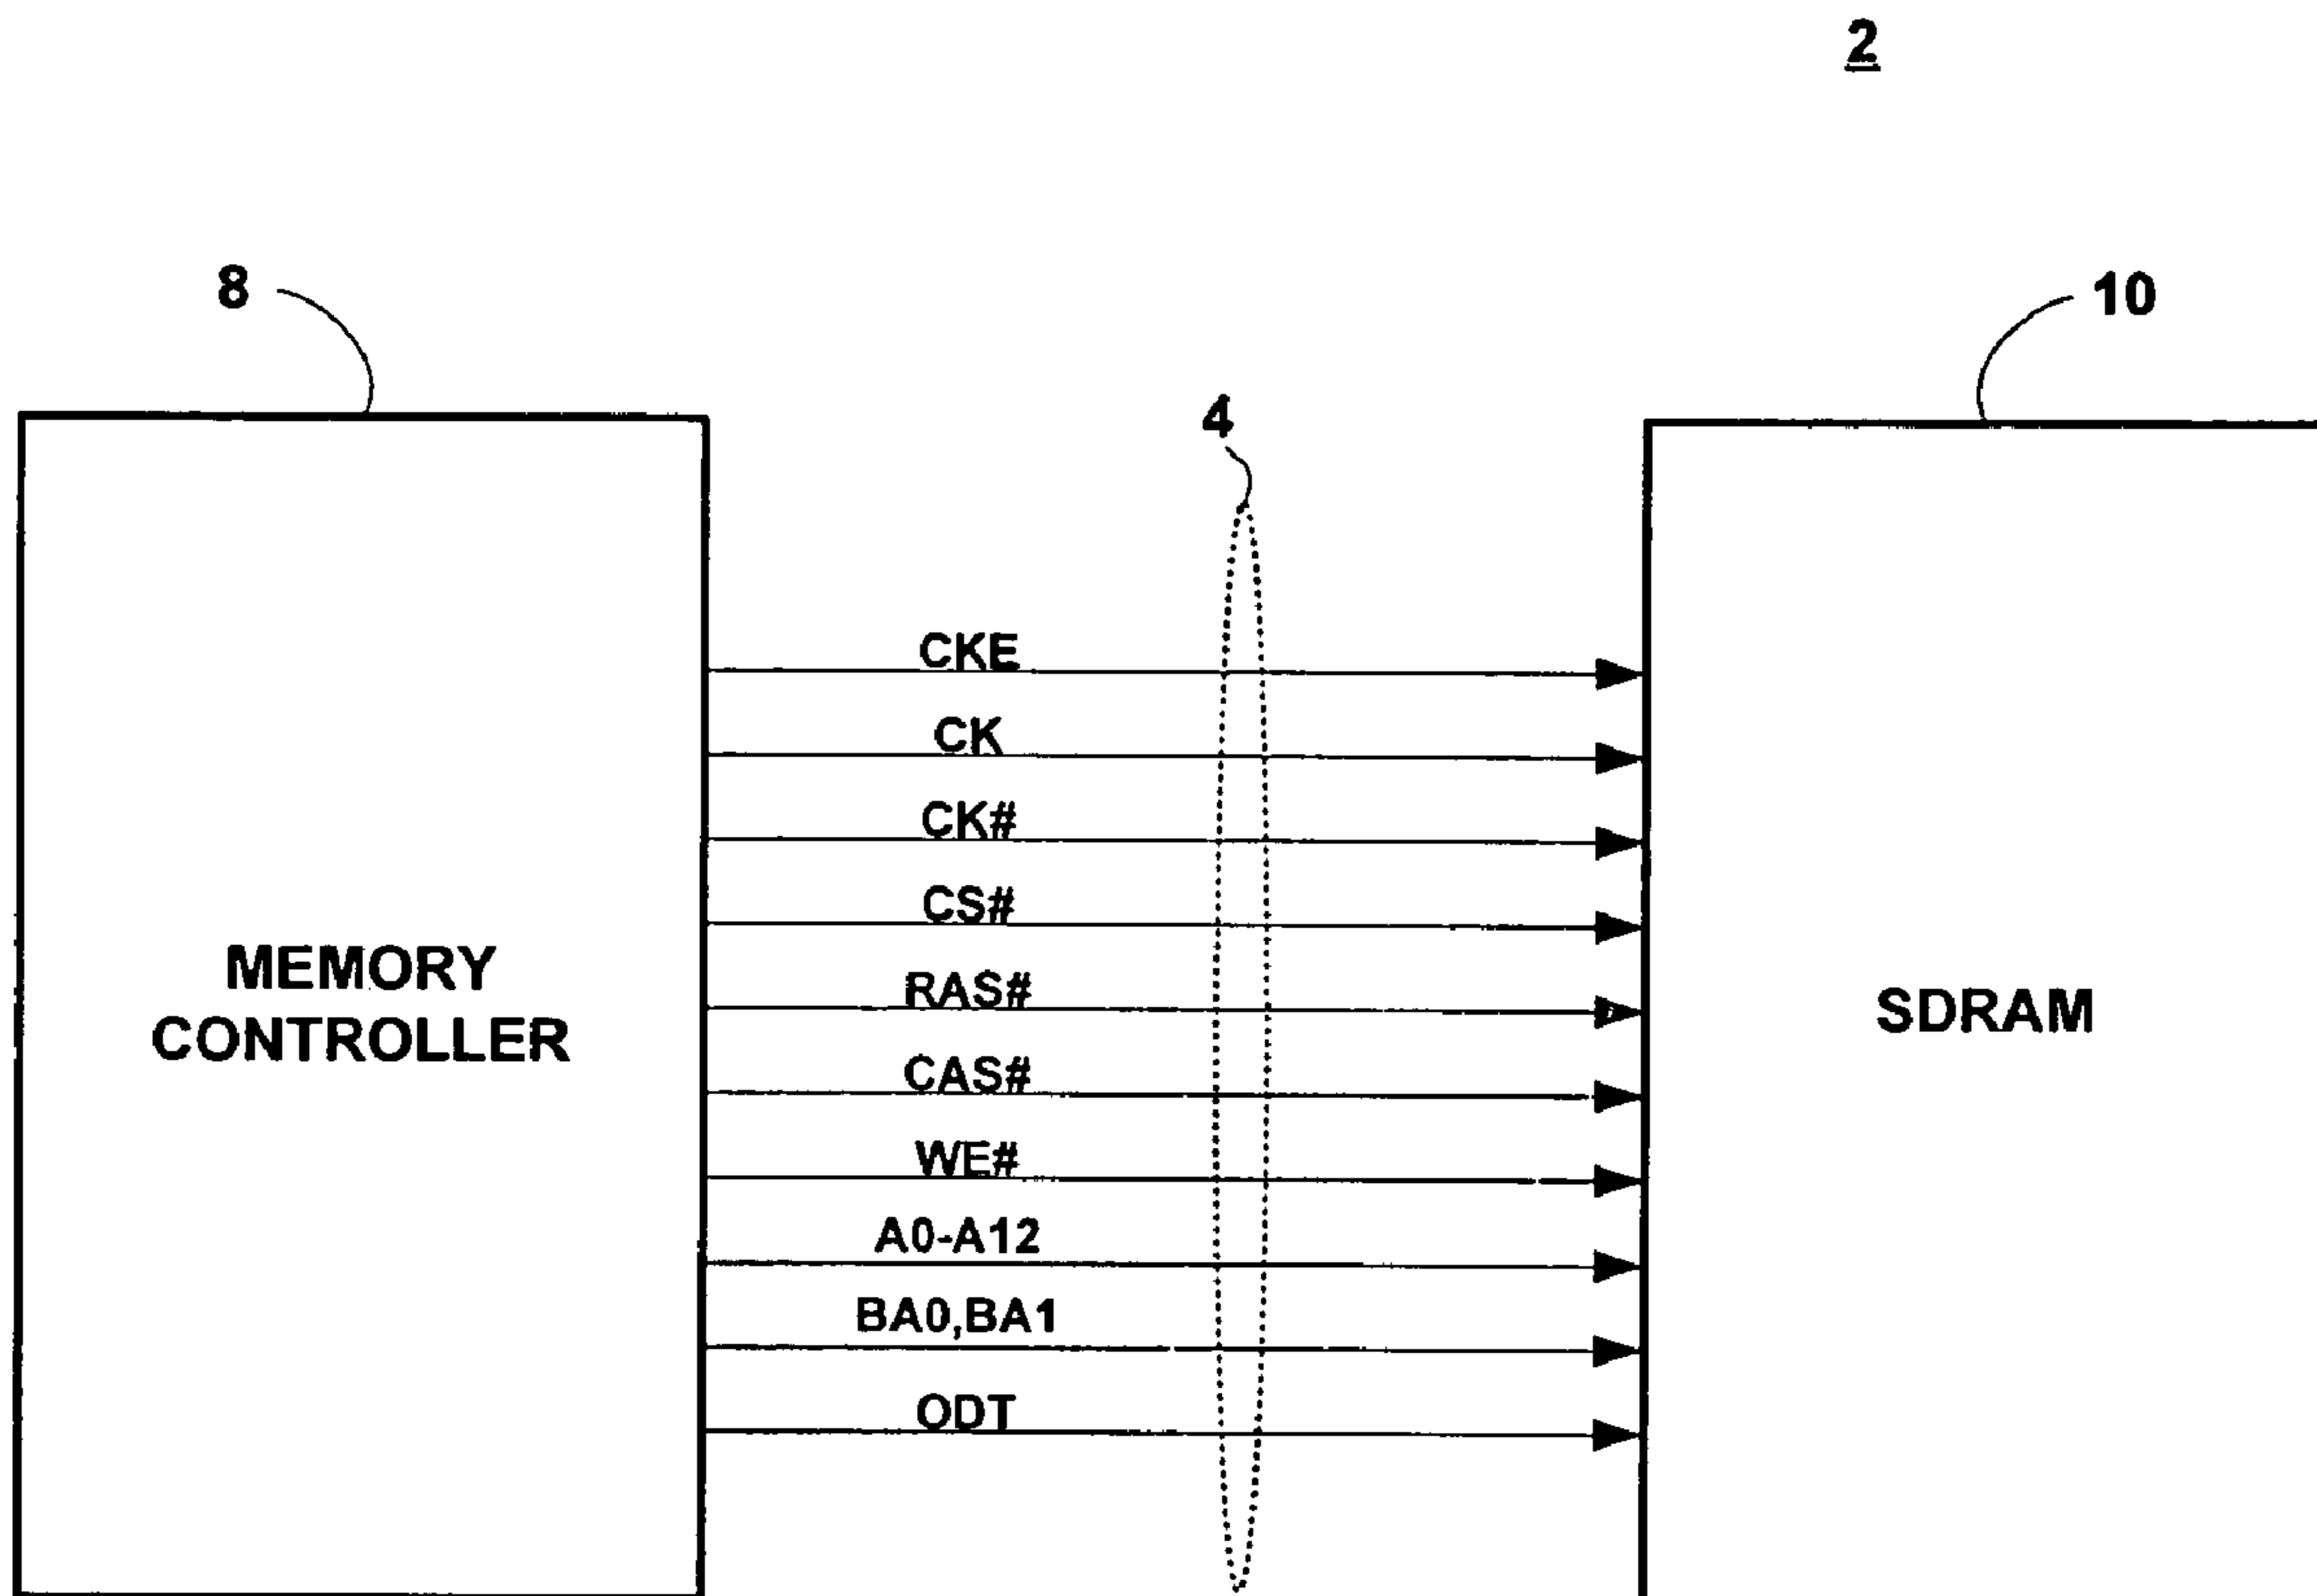 2
8
10
4
CKE
CK
CK#
CS#
RAS#
CAS#
WE#
A0-A12
BA0,BA1
ODT
MEMORY
CONTROLLER
SDRAM